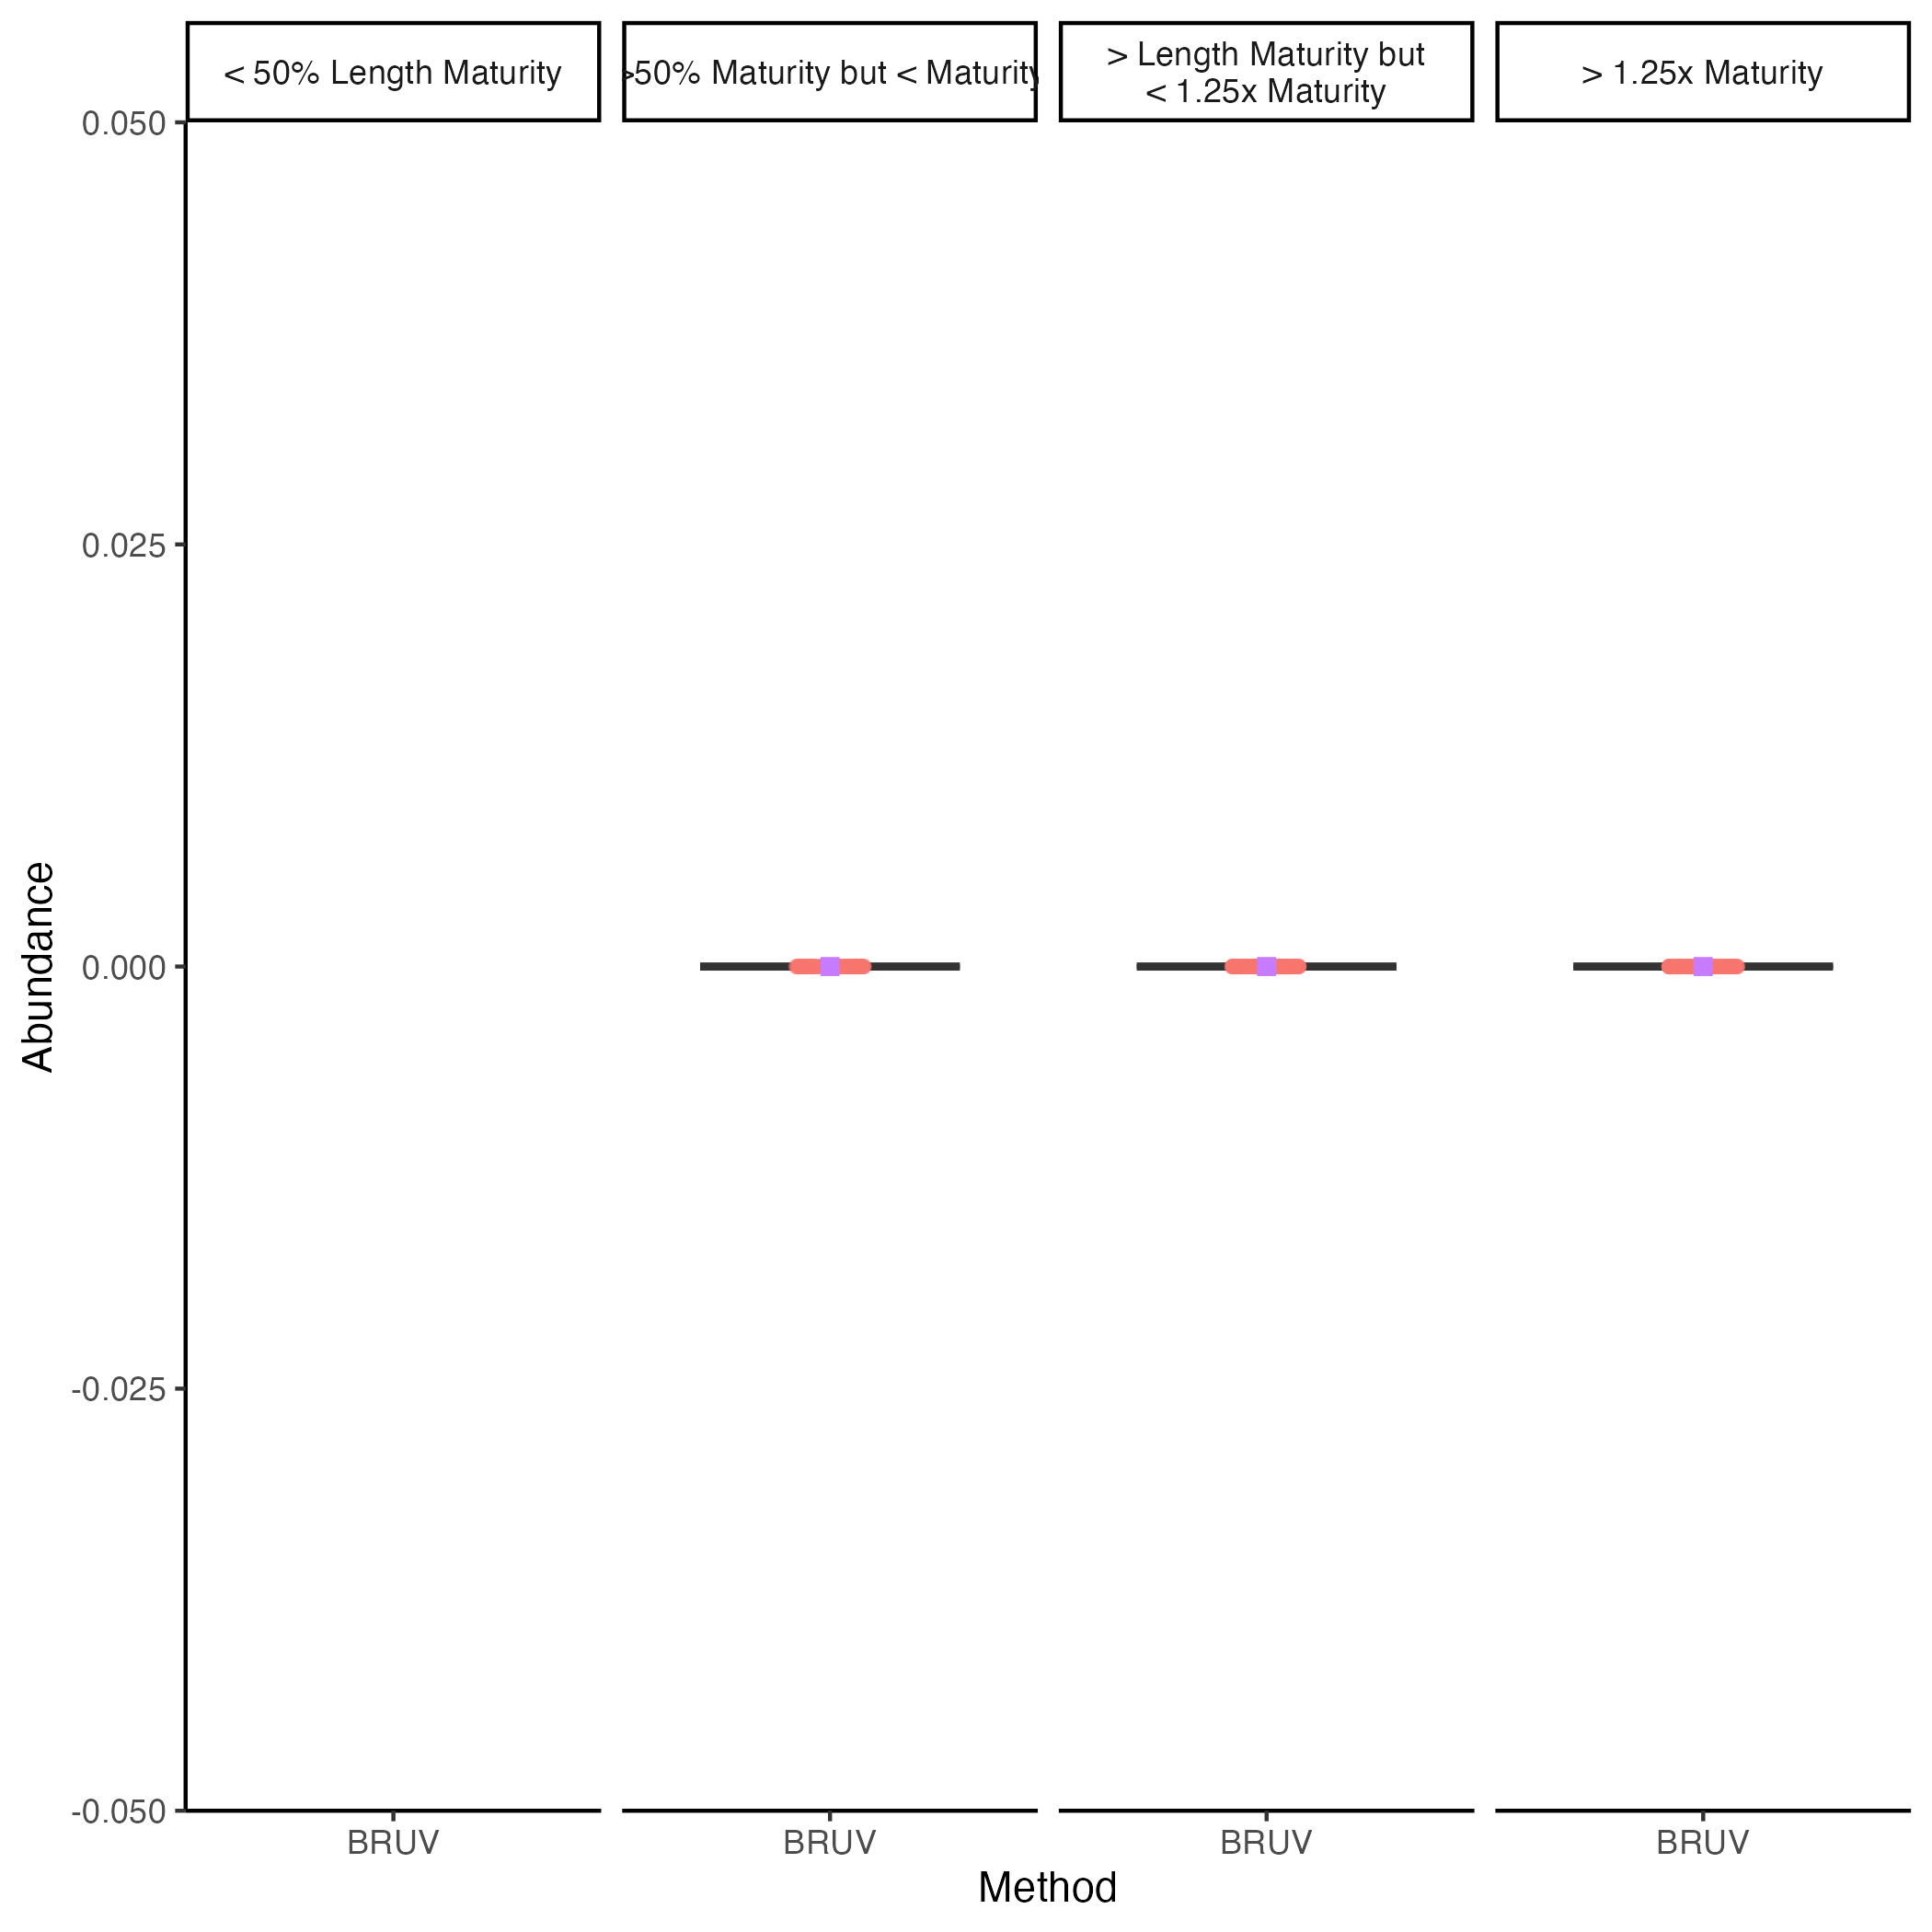 < 50% Length Maturity
>50% Maturity but < Maturity
> Length Maturity but
< 1.25x Maturity
> 1.25x Maturity
0.050
0.025
0.000
-0.025
-0.050
Abundance
BRUV
BRUV
BRUV
BRUV
Method